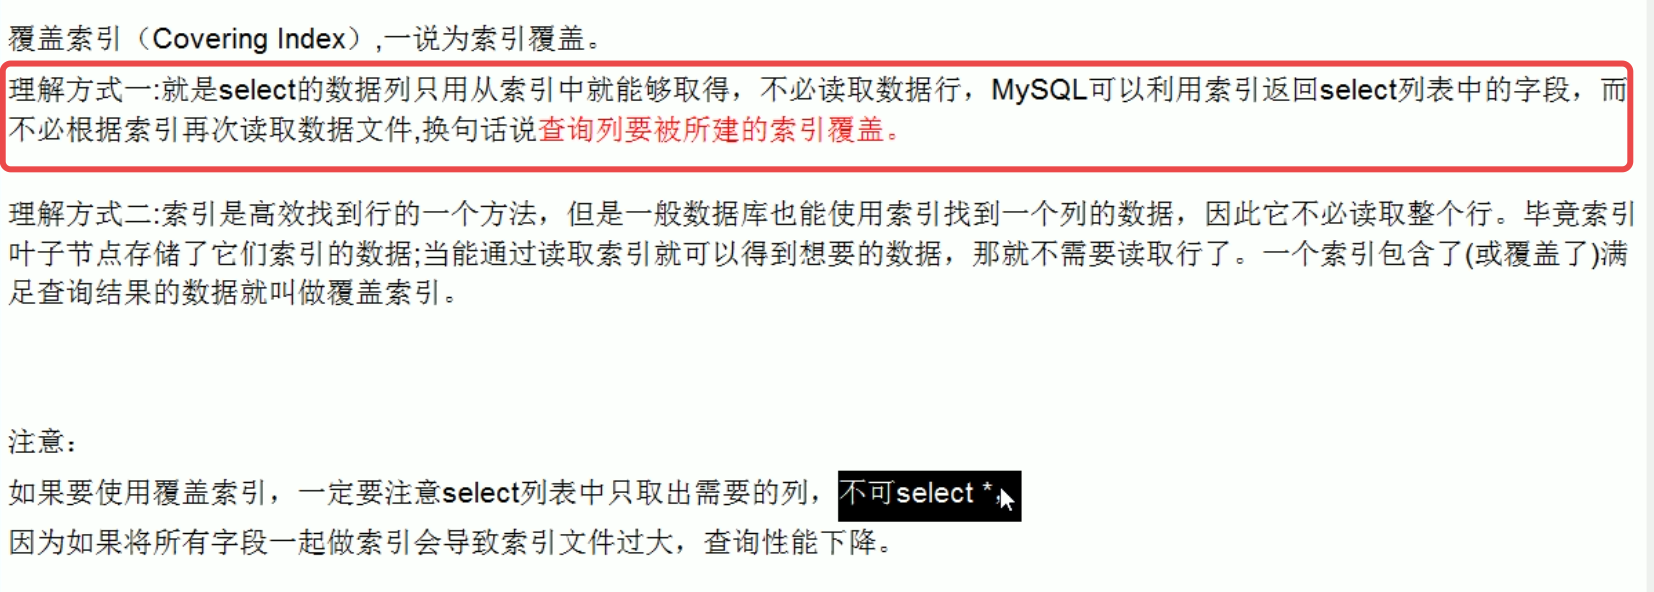 覆盖索引（Covering Index）,一说为索引覆盖。
理解方式一:就是select的数据列只用从索引中就能够取得，不必读取数据行，MySQL可以利用索引返回select列表中的字段，而
不必根据索引再次读取数据文件,换句话说查询列要被所建的索引覆盖。
理解方式二:索引是高效找到行的一个方法，但是一般数据库也能使用索引找到一个列的数据，因此它不必读取整个行。毕竟索引
叶子节点存储了它们索引的数据;当能通过读取索引就可以得到想要的数据，那就不需要读取行了。一个索引包含了(或覆盖了)满
足查询结果的数据就叫做覆盖索引。
注意：
如果要使用覆盖索引，一定要注意select列表中只取出需要的列，不可select *,
因为如果将所有字段一起做索引会导致索引文件过大，查询性能下降。